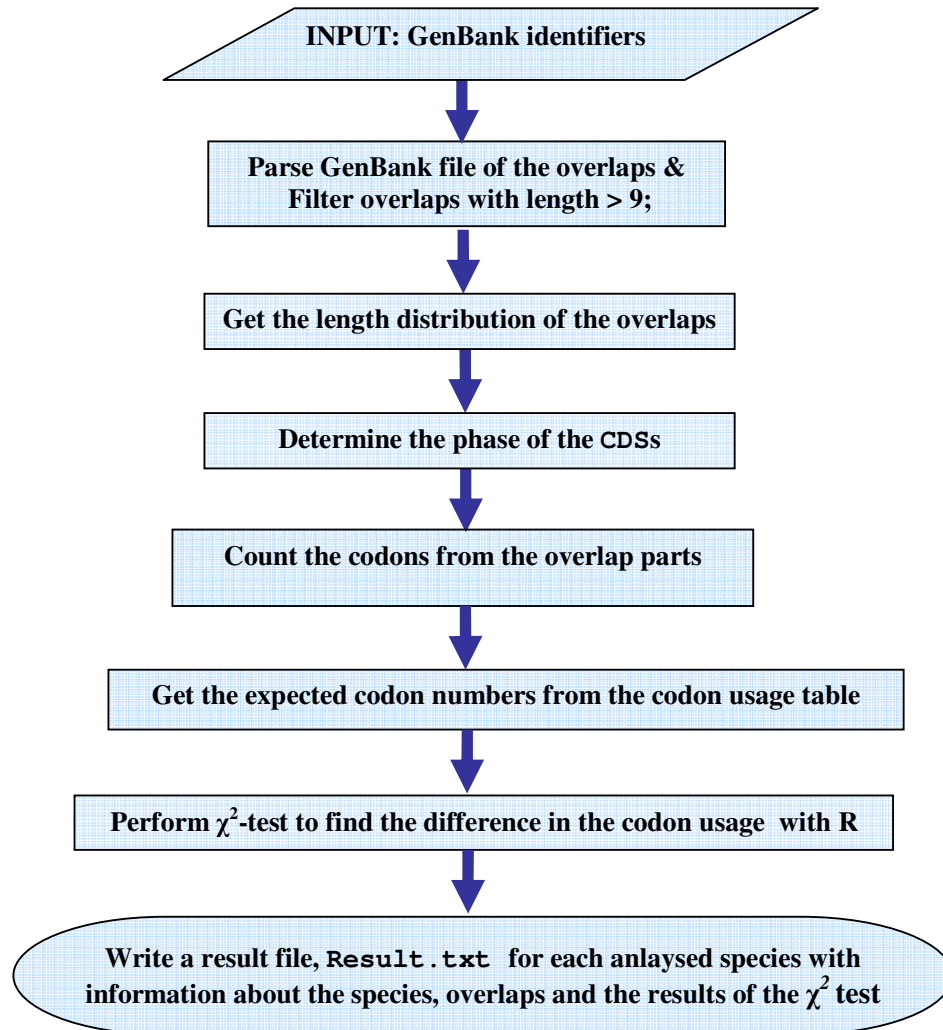 INPUT: GenBank identifiers
Parse GenBank file of the overlaps &
Filter overlaps with length > 9;
Get the length distribution of the overlaps
Determine the phase of the CDSs
Count the codons from the overlap parts
Get the expected codon numbers from the codon usage table
Perform χ²-test to find the difference in the codon usage with R
Write a result file, Result.txt for each anlaysed species with
information about the species, overlaps and the results of the χ² test